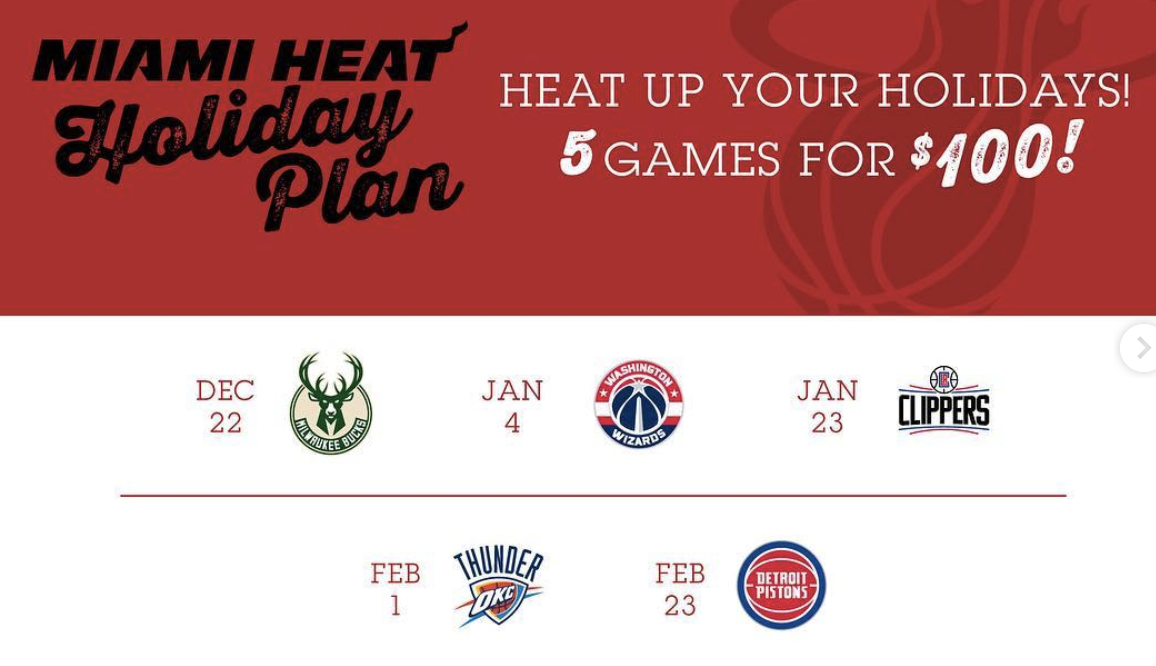 MIAMI HEAT
Holiday
Plan
HEAT UP YOUR HOLIDAYS!
5 GAMES FOR $100!
DEC
22
MILWAUKEE BUCKS
JAN
4
WASHINGTON
WIZARDS
JAN
23
LAC
CLIPPERS
FEB
1
THUNDER
OKC
FEB
23
DETROIT
PISTONS